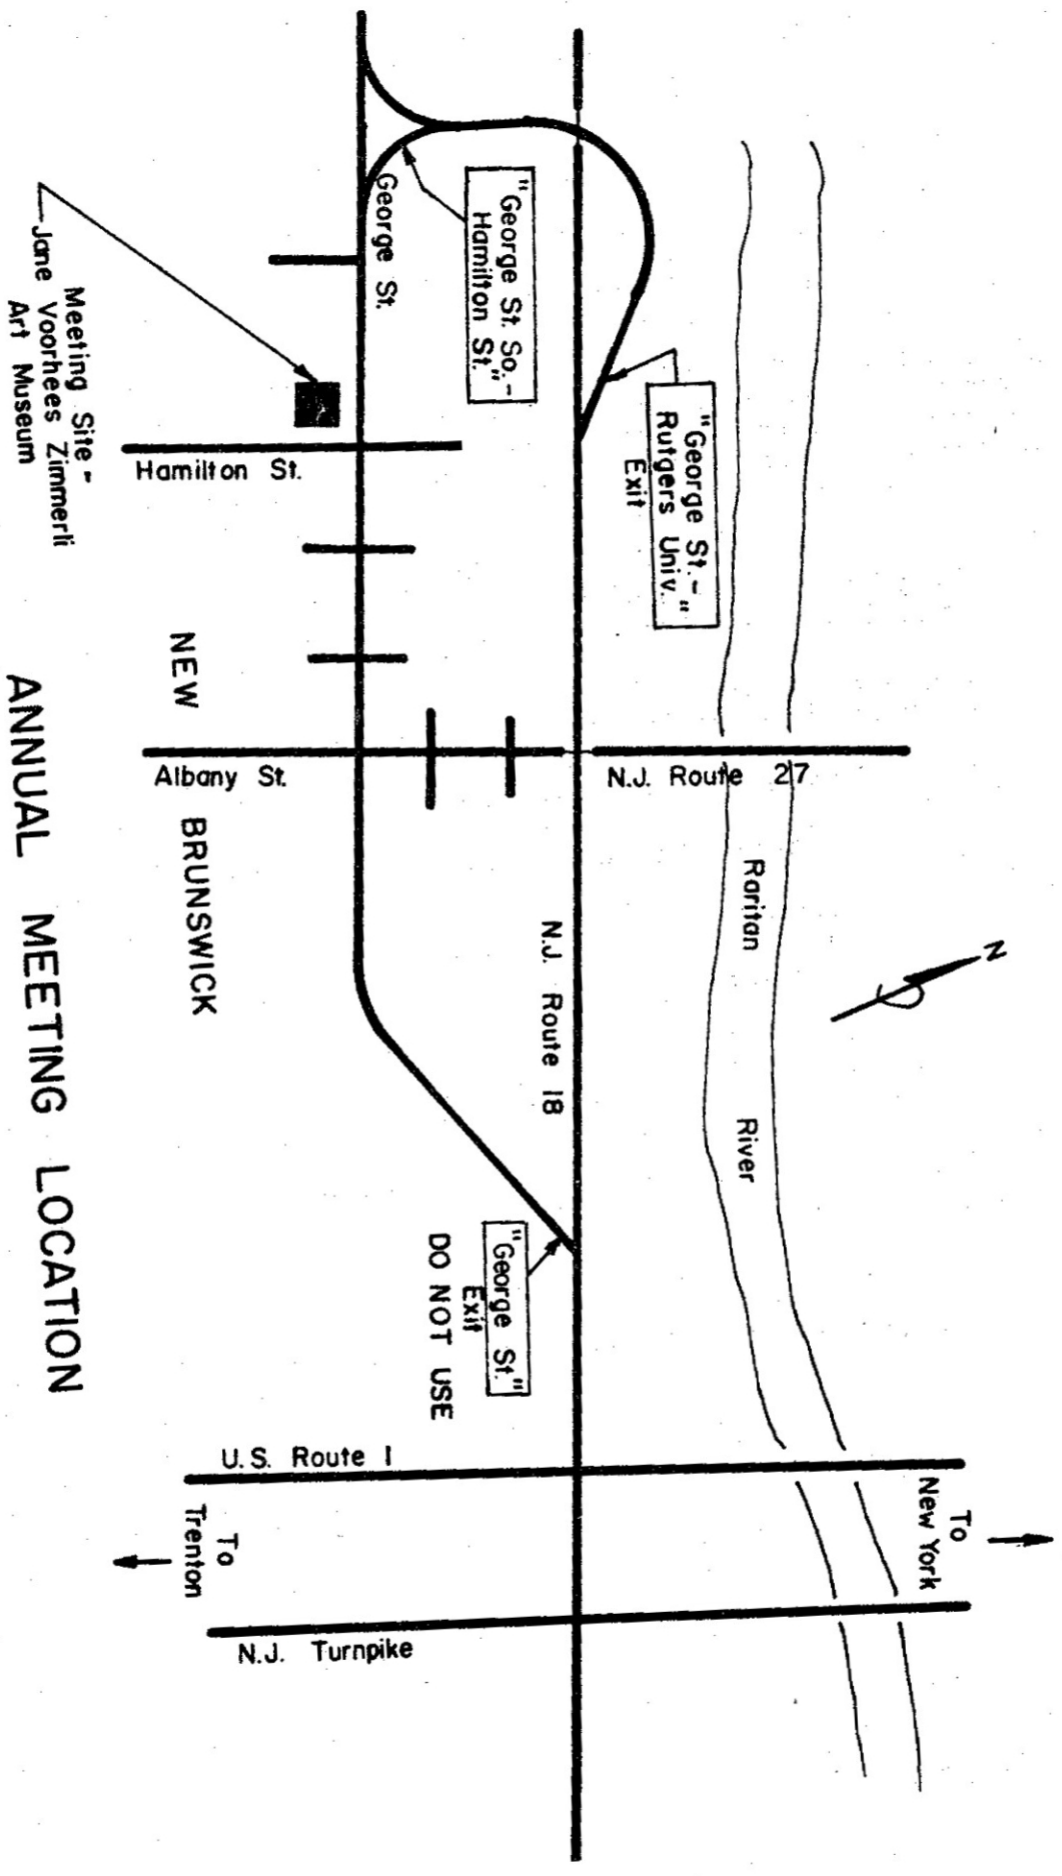 "George St. So.-
Hamilton St."
George St.
Meeting Site -
Jane Voorhees Zimmerli
Art Museum
Hamilton St.
"George St.-
Rutgers Univ."
Exit
NEW
BRUNSWICK
Albany St.
N.J. Route 27
Raritan River
N
N.J. Route 18
"George St."
Exit
DO NOT USE
U.S. Route 1
To
New York
To
Trenton
N.J. Turnpike
ANNUAL MEETING LOCATION